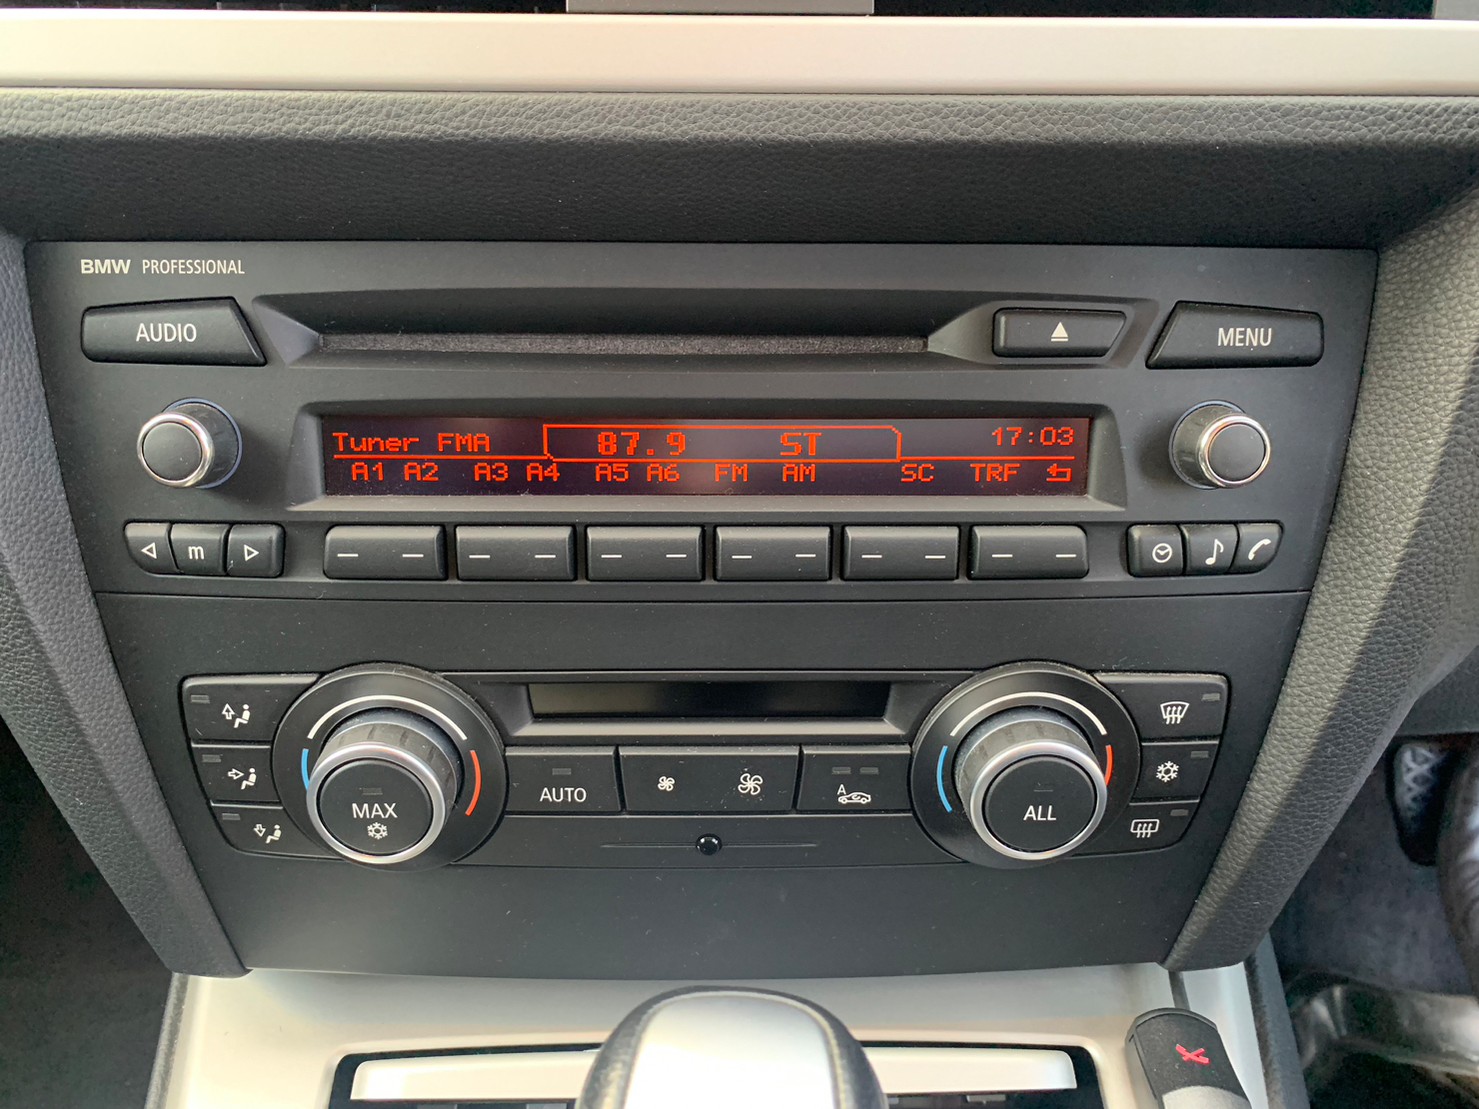 BMW PROFESSIONAL
AUDIO
MENU
Tuner FMA 87.9 ST 17:03
A1 A2 A3 A4 A5 A6 FM AM SC TRF
m
AUTO
A
MAX
ALL